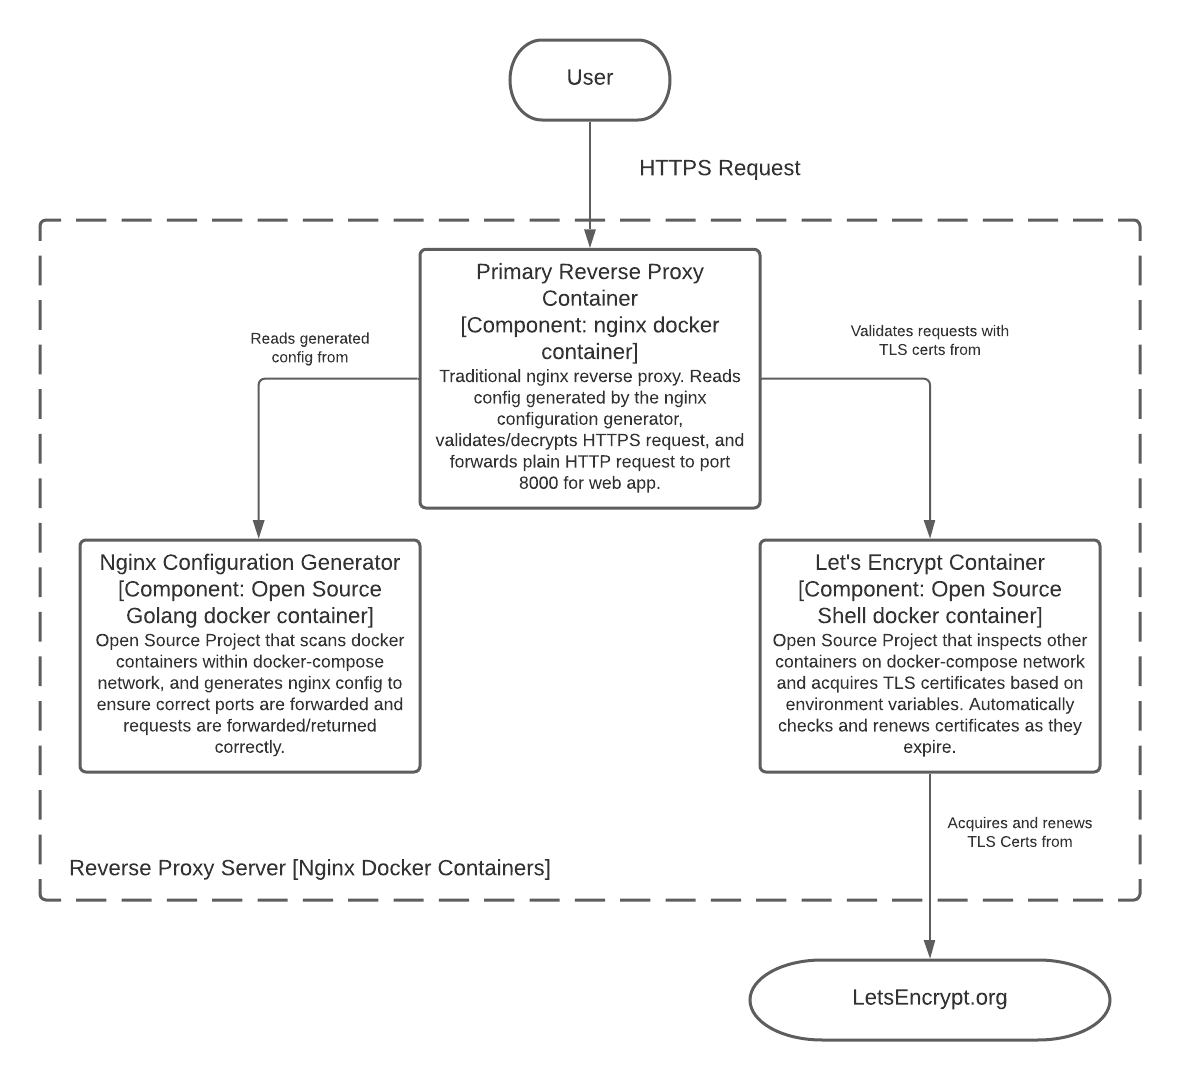 User
HTTPS Request
Primary Reverse Proxy
Container
[Component: nginx docker
container]
Traditional nginx reverse proxy. Reads
config generated by the nginx
configuration generator,
validates/decrypts HTTPS request, and
forwards plain HTTP request to port
8000 for web app.
Reads generated
config from
Validates requests with
TLS certs from
Nginx Configuration Generator
[Component: Open Source
Golang docker container]
Open Source Project that scans docker
containers within docker-compose
network, and generates nginx config to
ensure correct ports are forwarded and
requests are forwarded/returned
correctly.
Let's Encrypt Container
[Component: Open Source
Shell docker container]
Open Source Project that inspects other
containers on docker-compose network
and acquires TLS certificates based on
environment variables. Automatically
checks and renews certificates as they
expire.
Acquires and renews
TLS Certs from
Reverse Proxy Server [Nginx Docker Containers]
LetsEncrypt.org